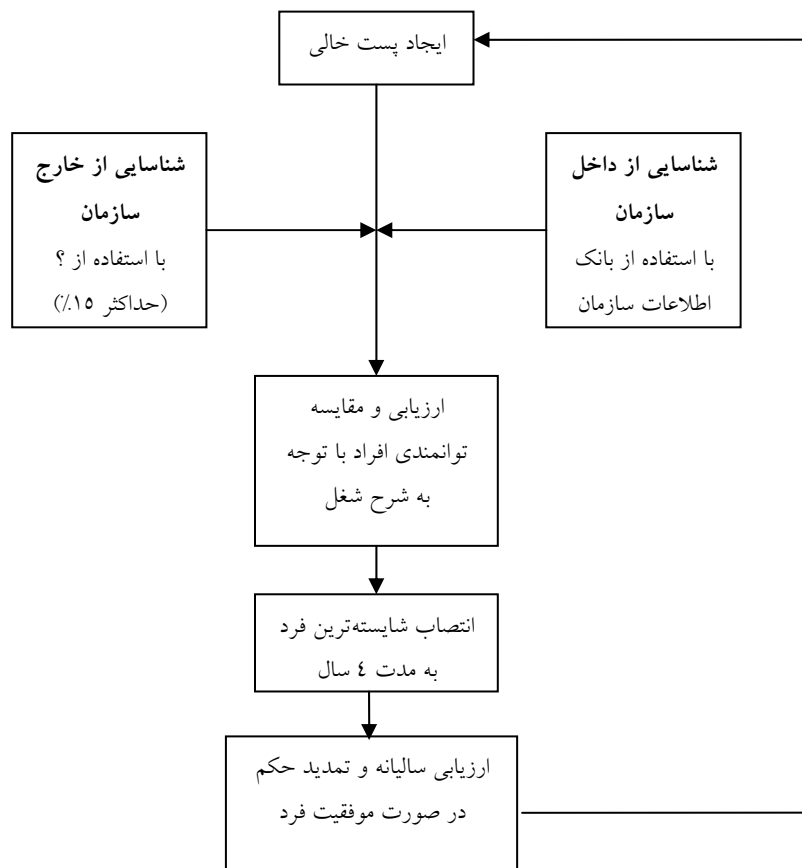 ایجاد پست خالی
شناسایی از داخل
سازمان
با استفاده از بانک
اطلاعات سازمان
شناسایی از خارج
سازمان
با استفاده از ؟
(حداکثر ۱۵٪)
ارزیابی و مقایسه
توانمندی افراد با توجه
به شرح شغل
انتصاب شایسته‌ترین فرد
به مدت ٤ سال
ارزیابی سالیانه و تمدید حکم
در صورت موفقیت فرد